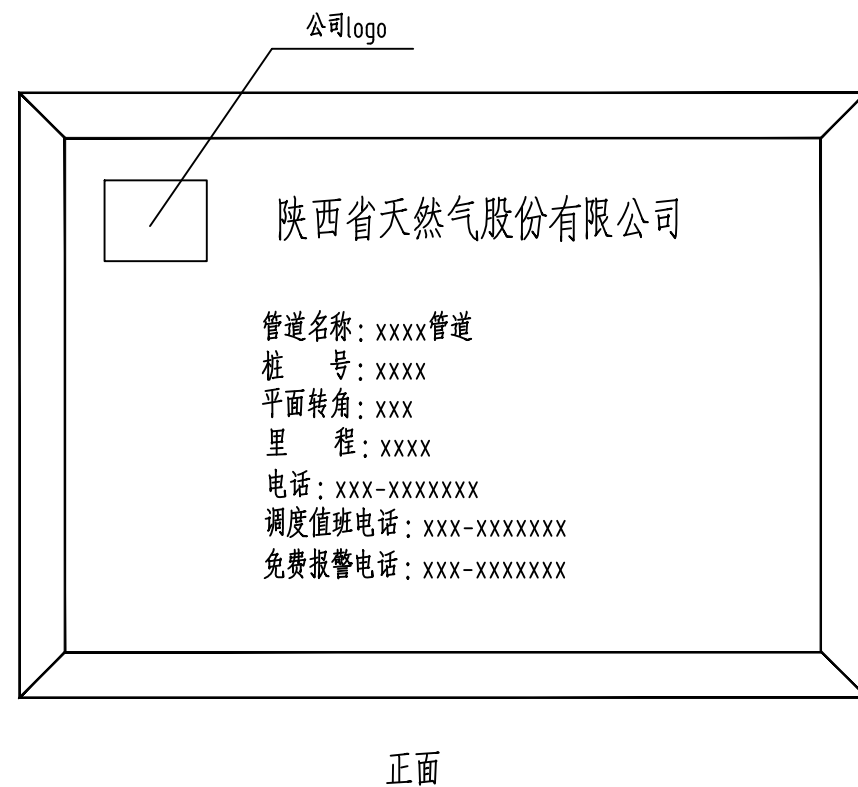 公司logo
陕西省天然气股份有限公司
管道名称：xxxx管道
桩 号：xxxx
平面转角：xxx
里 程：xxxx
电话：xxx-xxxxxxx
调度值班电话：xxx-xxxxxxx
免费报警电话：xxx-xxxxxxx
正面